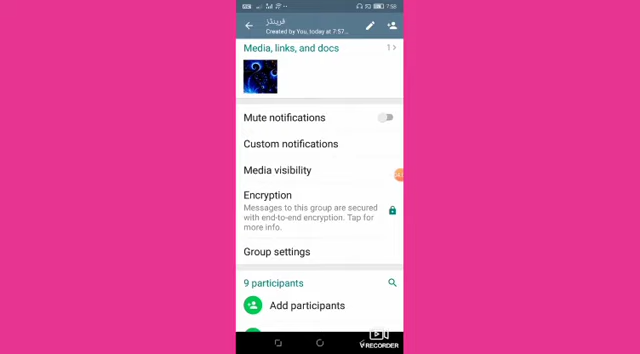 7:59
فرینڈز
Created by You, today at 7:57...
Media, links, and docs
1
Mute notifications
Custom notifications
Media visibility
Encryption
Messages to this group are secured
with end-to-end encryption. Tap for
more info.
Group settings
9 participants
Add participants
V RECORDER